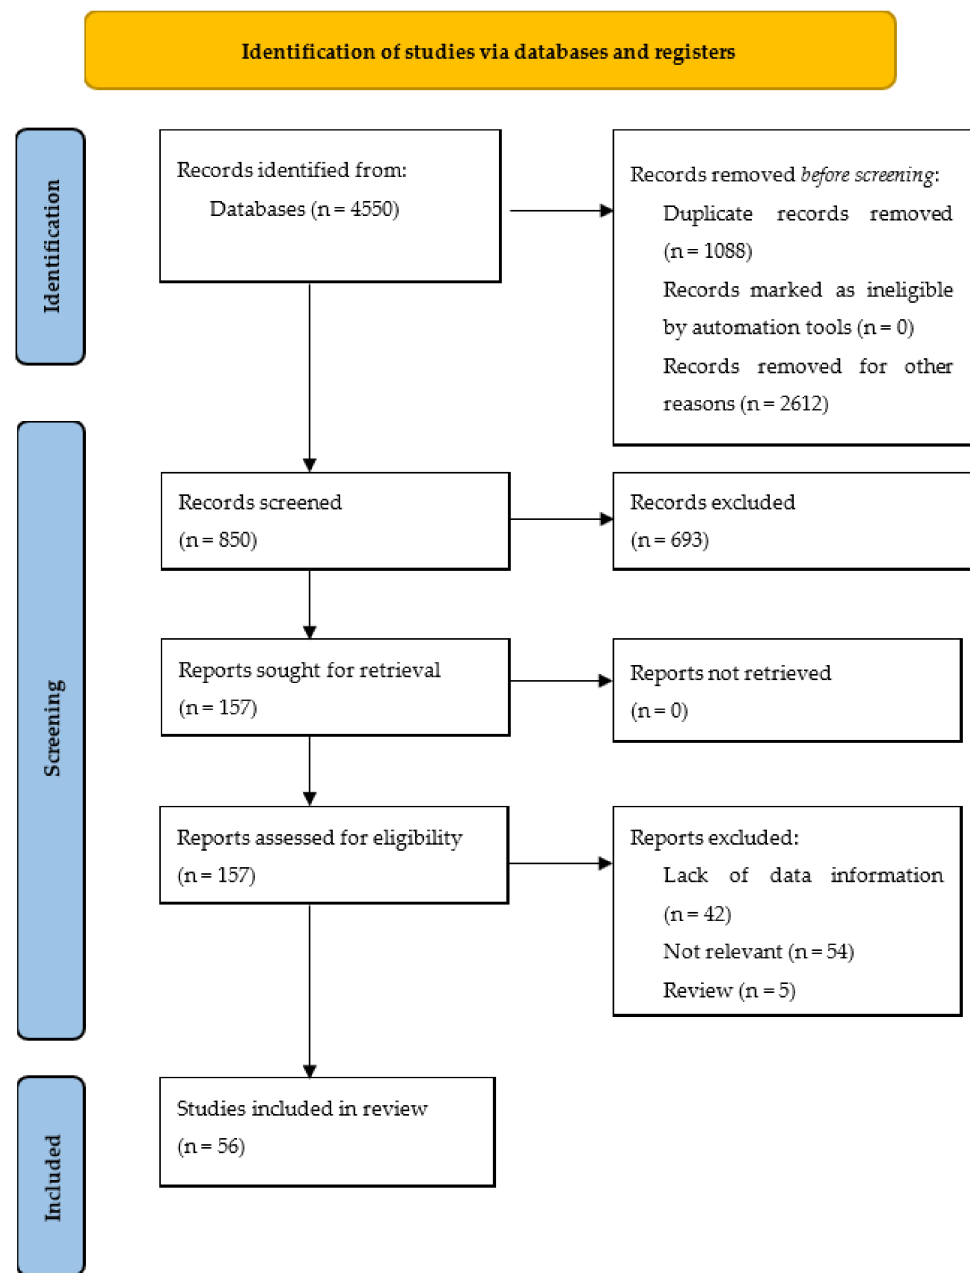 Identification of studies via databases and registers
Identification
Records identified from:
Databases (n = 4550)
Records removed before screening:
Duplicate records removed
(n = 1088)
Records marked as ineligible
by automation tools (n = 0)
Records removed for other
reasons (n = 2612)
Screening
Records screened
(n = 850)
Records excluded
(n = 693)
Reports sought for retrieval
(n = 157)
Reports not retrieved
(n = 0)
Reports assessed for eligibility
(n = 157)
Reports excluded:
Lack of data information
(n = 42)
Not relevant (n = 54)
Review (n = 5)
Included
Studies included in review
(n = 56)